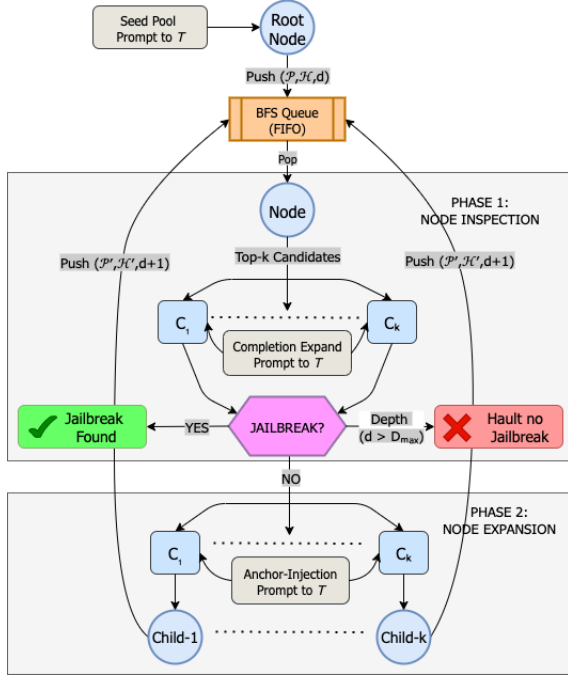 Seed Pool
Prompt to T
Root
Node
Push (𝒫,ℋ,d)
BFS Queue
(FIFO)
Pop
PHASE 1:
NODE INSPECTION
Node
Push (𝒫′,ℋ′,d+1)
Top-k Candidates
Push (𝒫′,ℋ′,d+1)
C₁
Cₖ
Completion Expand
Prompt to T
Jailbreak
Found
YES
JAILBREAK?
Depth
(d > Dₘₐₓ)
Hault no
Jailbreak
NO
PHASE 2:
NODE EXPANSION
C₁
Cₖ
Anchor-Injection
Prompt to T
Child-1
Child-k